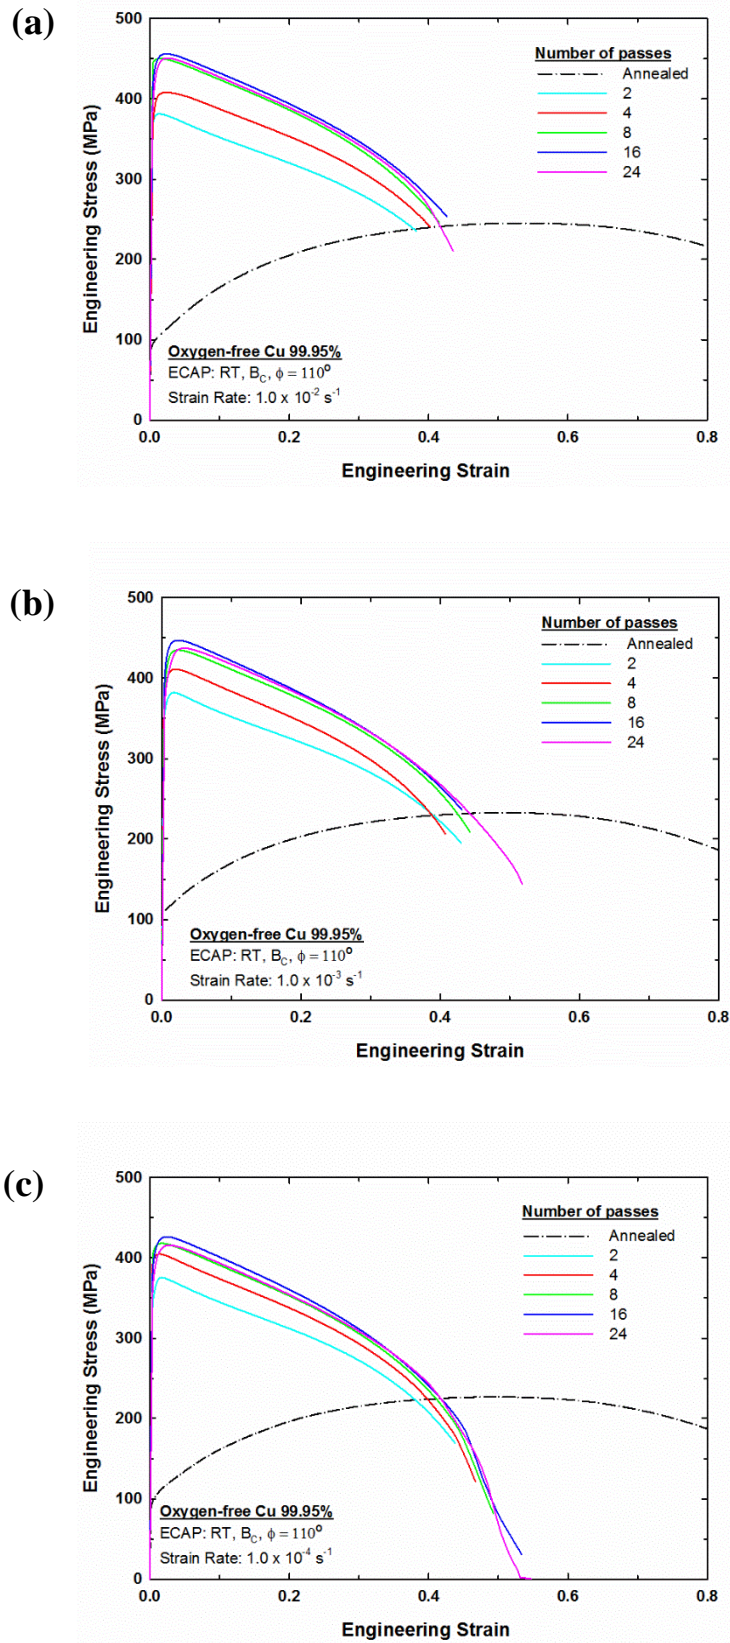 (a)
500
400
300
200
100
0
Engineering Stress (MPa)
Number of passes
Annealed
2
4
8
16
24
Oxygen-free Cu 99.95%
ECAP: RT, B_C, ϕ = 110°
Strain Rate: 1.0 x 10⁻² s⁻¹
0.0 0.2 0.4 0.6 0.8
Engineering Strain
(b)
500
400
300
200
100
0
Engineering Stress (MPa)
Number of passes
Annealed
2
4
8
16
24
Oxygen-free Cu 99.95%
ECAP: RT, B_C, ϕ = 110°
Strain Rate: 1.0 x 10⁻³ s⁻¹
0.0 0.2 0.4 0.6 0.8
Engineering Strain
(c)
500
400
300
200
100
0
Engineering Stress (MPa)
Number of passes
Annealed
2
4
8
16
24
Oxygen-free Cu 99.95%
ECAP: RT, B_C, ϕ = 110°
Strain Rate: 1.0 x 10⁻⁴ s⁻¹
0.0 0.2 0.4 0.6 0.8
Engineering Strain